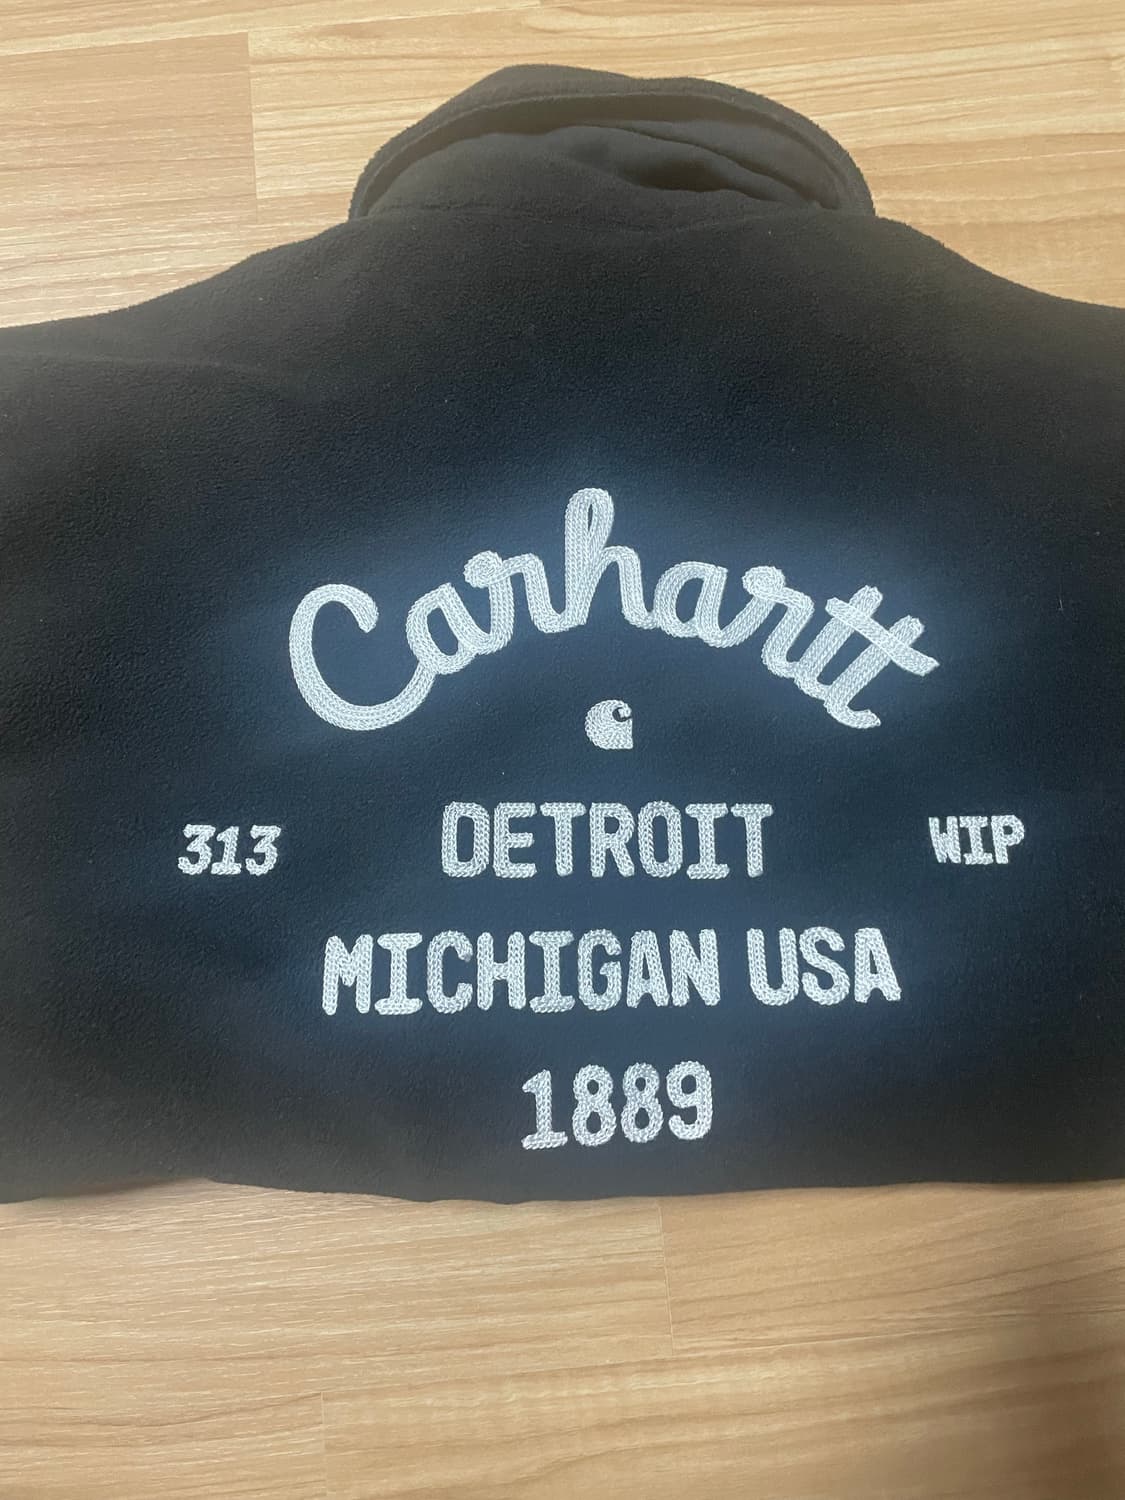 Carhartt
313 DETROIT WIP
MICHIGAN USA
1889